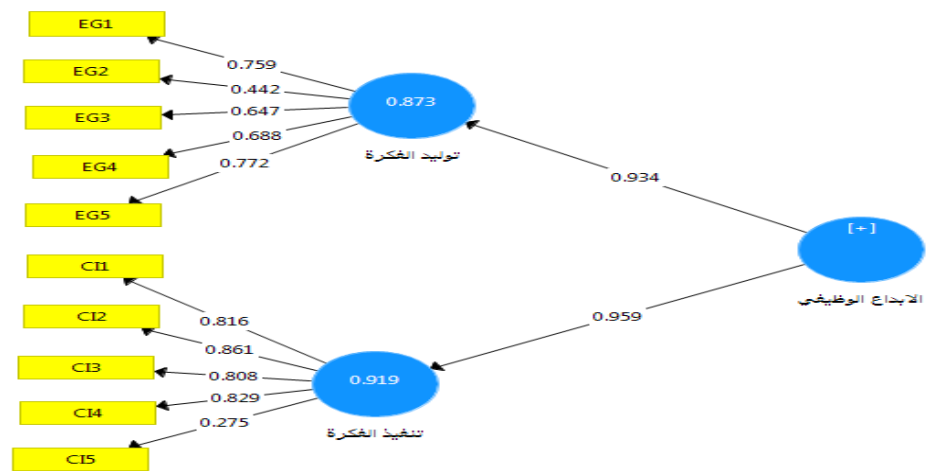 EG1
0.759
EG2
0.442
EG3
0.647
EG4
0.688
EG5
0.772
0.873
توليد الفكرة
0.934
[+]
الابداع الوظيفي
0.959
CI1
0.816
CI2
0.861
CI3
0.808
CI4
0.829
CI5
0.275
0.919
تنفيذ الفكرة